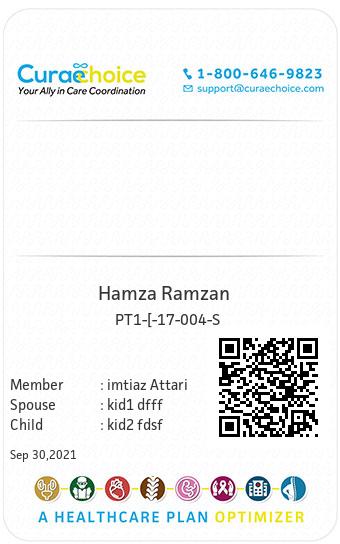 Curaechoice
Your Ally in Care Coordination
1-800-646-9823
support@curaechoice.com
Hamza Ramzan
PT1-[-17-004-S
Member : imtiaz Attari
Spouse : kid1 dfff
Child : kid2 fdsf
Sep 30,2021
A HEALTHCARE PLAN OPTIMIZER